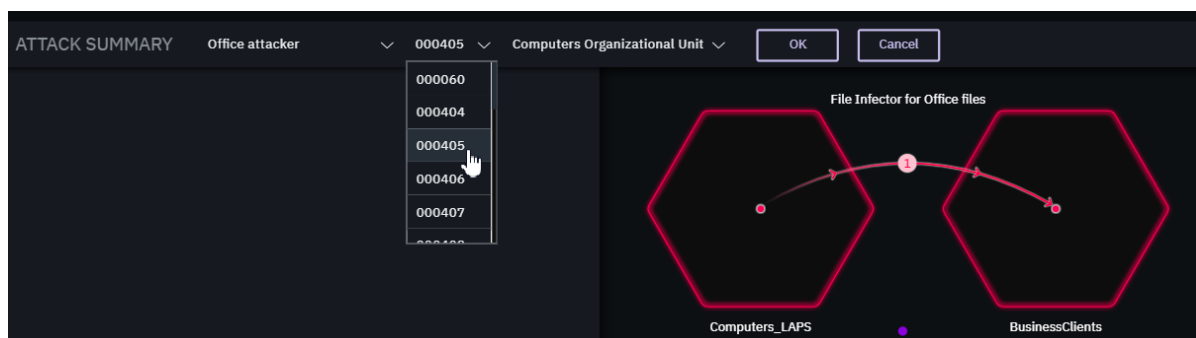 ATTACK SUMMARY Office attacker 000405 Computers Organizational Unit OK Cancel
000060
000404
000405
000406
000407
File Infector for Office files
1
Computers_LAPS BusinessClients